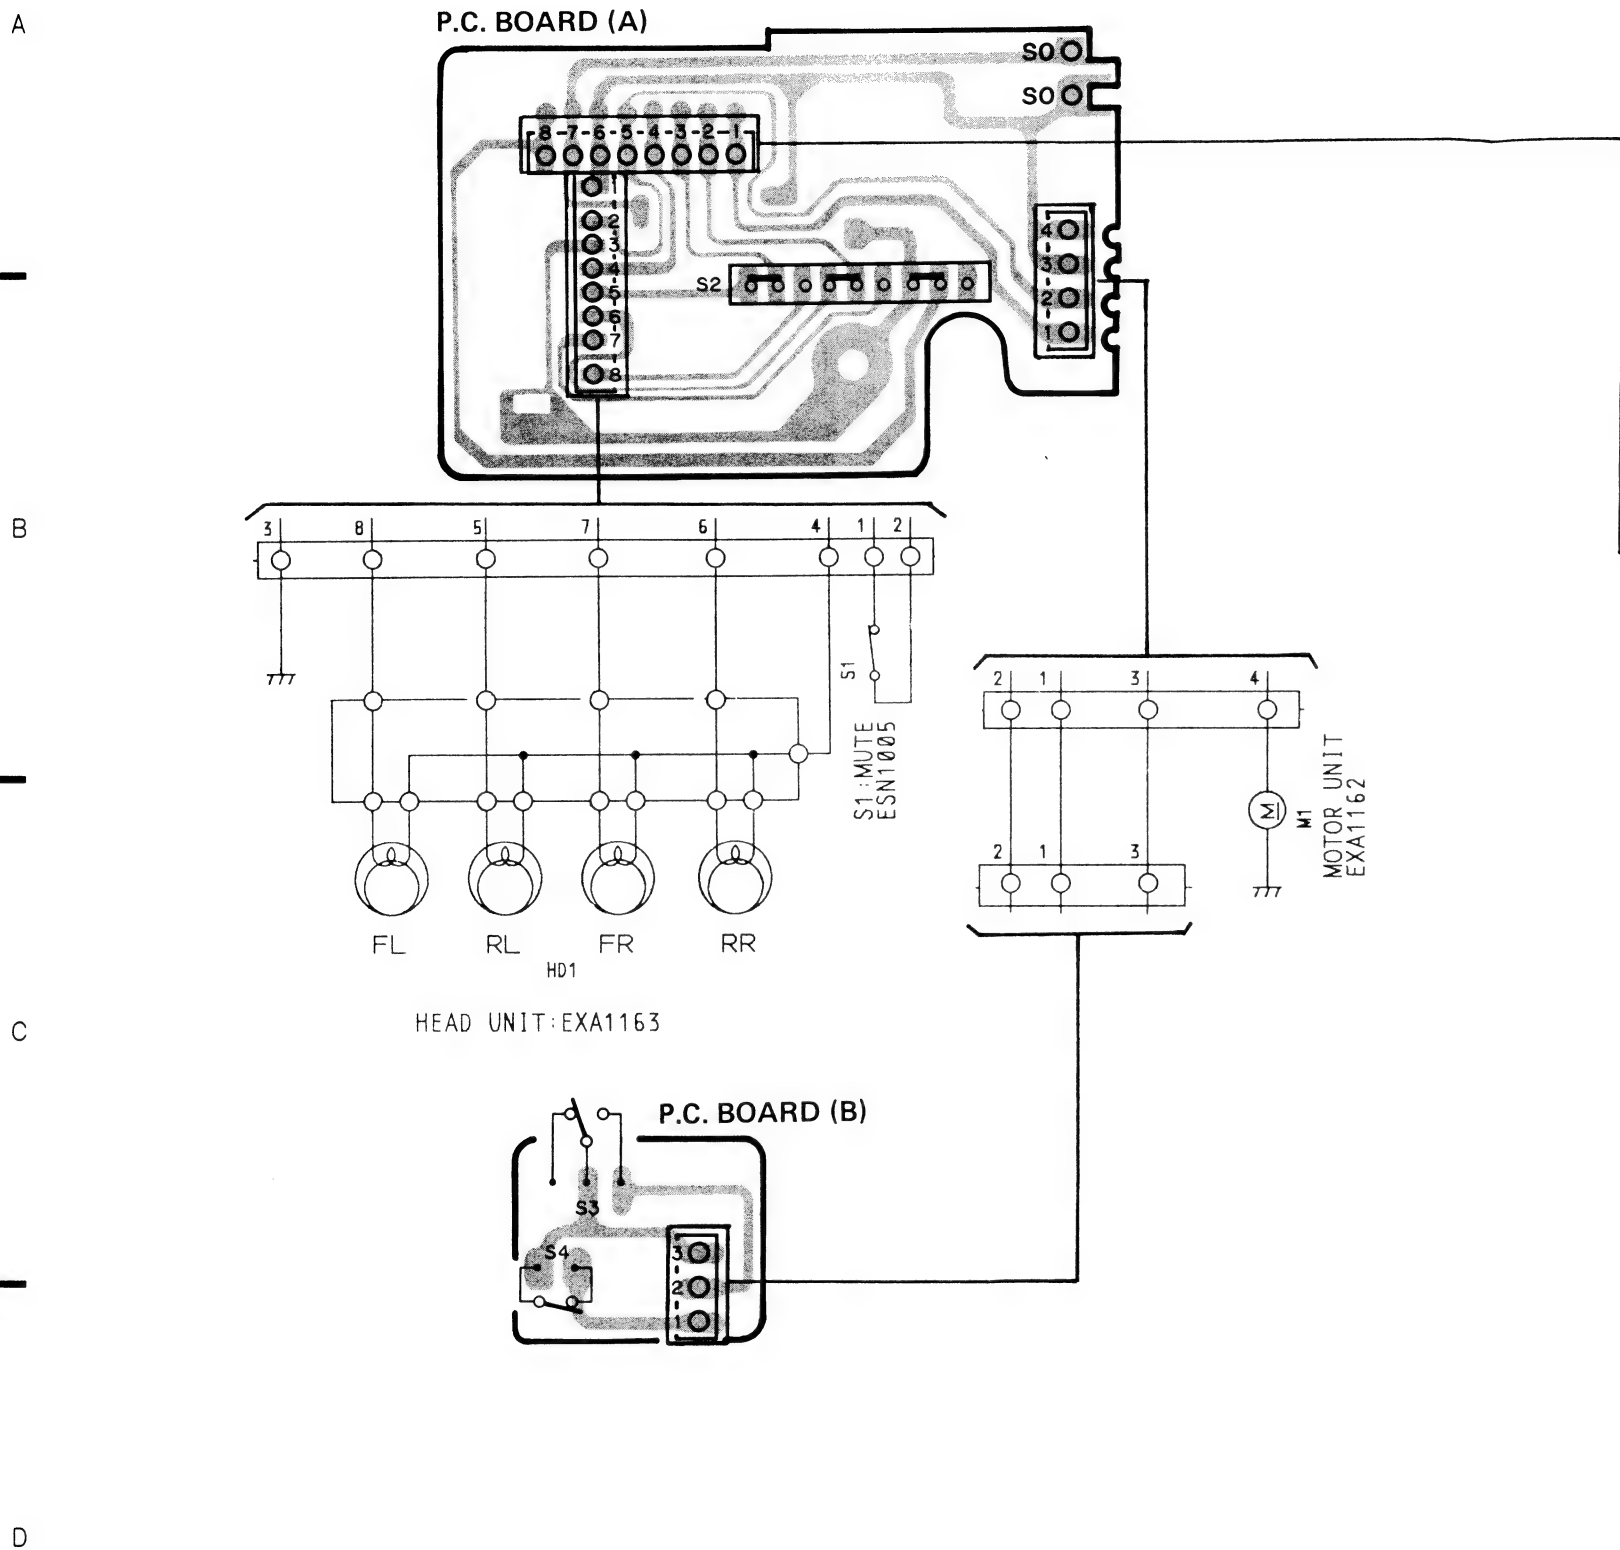 A
P.C. BOARD (A)
SO
SO
8-7-6-5-4-3-2-1
1
2
3
4
5
6
7
8
S2
4
3
2
1
B
3 8 5 7 6 4 1 2
S1
S1:MUTE
ESN1005
2 1 3 4
M
M1
MOTOR UNIT
EXA1162
2 1 3
FL RL FR RR
HD1
C
HEAD UNIT:EXA1163
P.C. BOARD (B)
S3
S4
3
2
1
D